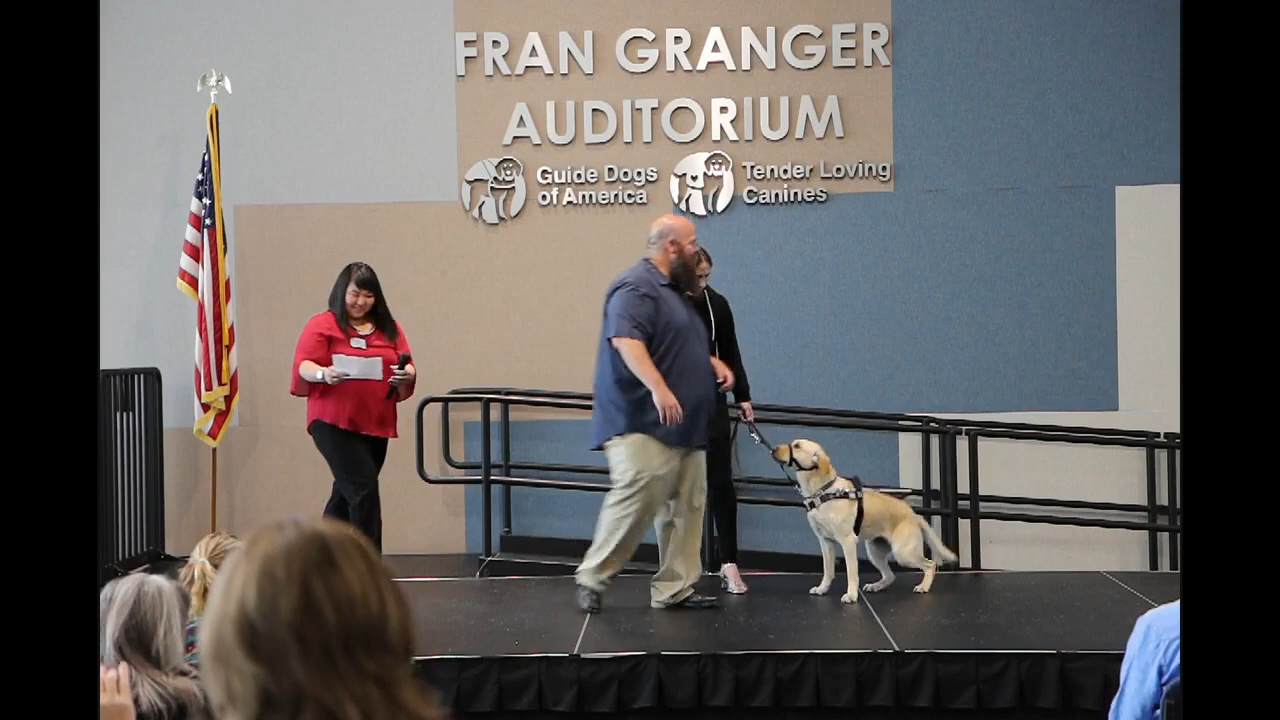 FRAN GRANGER
AUDITORIUM
Guide Dogs
of America
Tender Loving
Canines